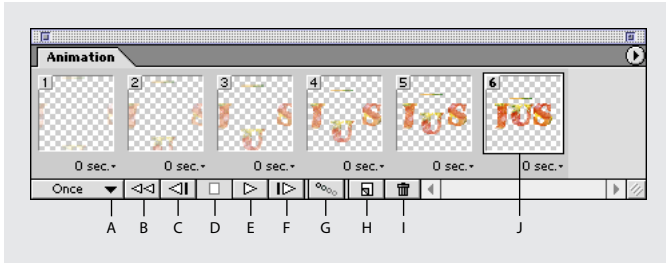 Animation
1 2 3 4 5 6
I U S I U S I U S IUS
0 sec. 0 sec. 0 sec. 0 sec. 0 sec. 0 sec.
Once
A B C D E F G H I J